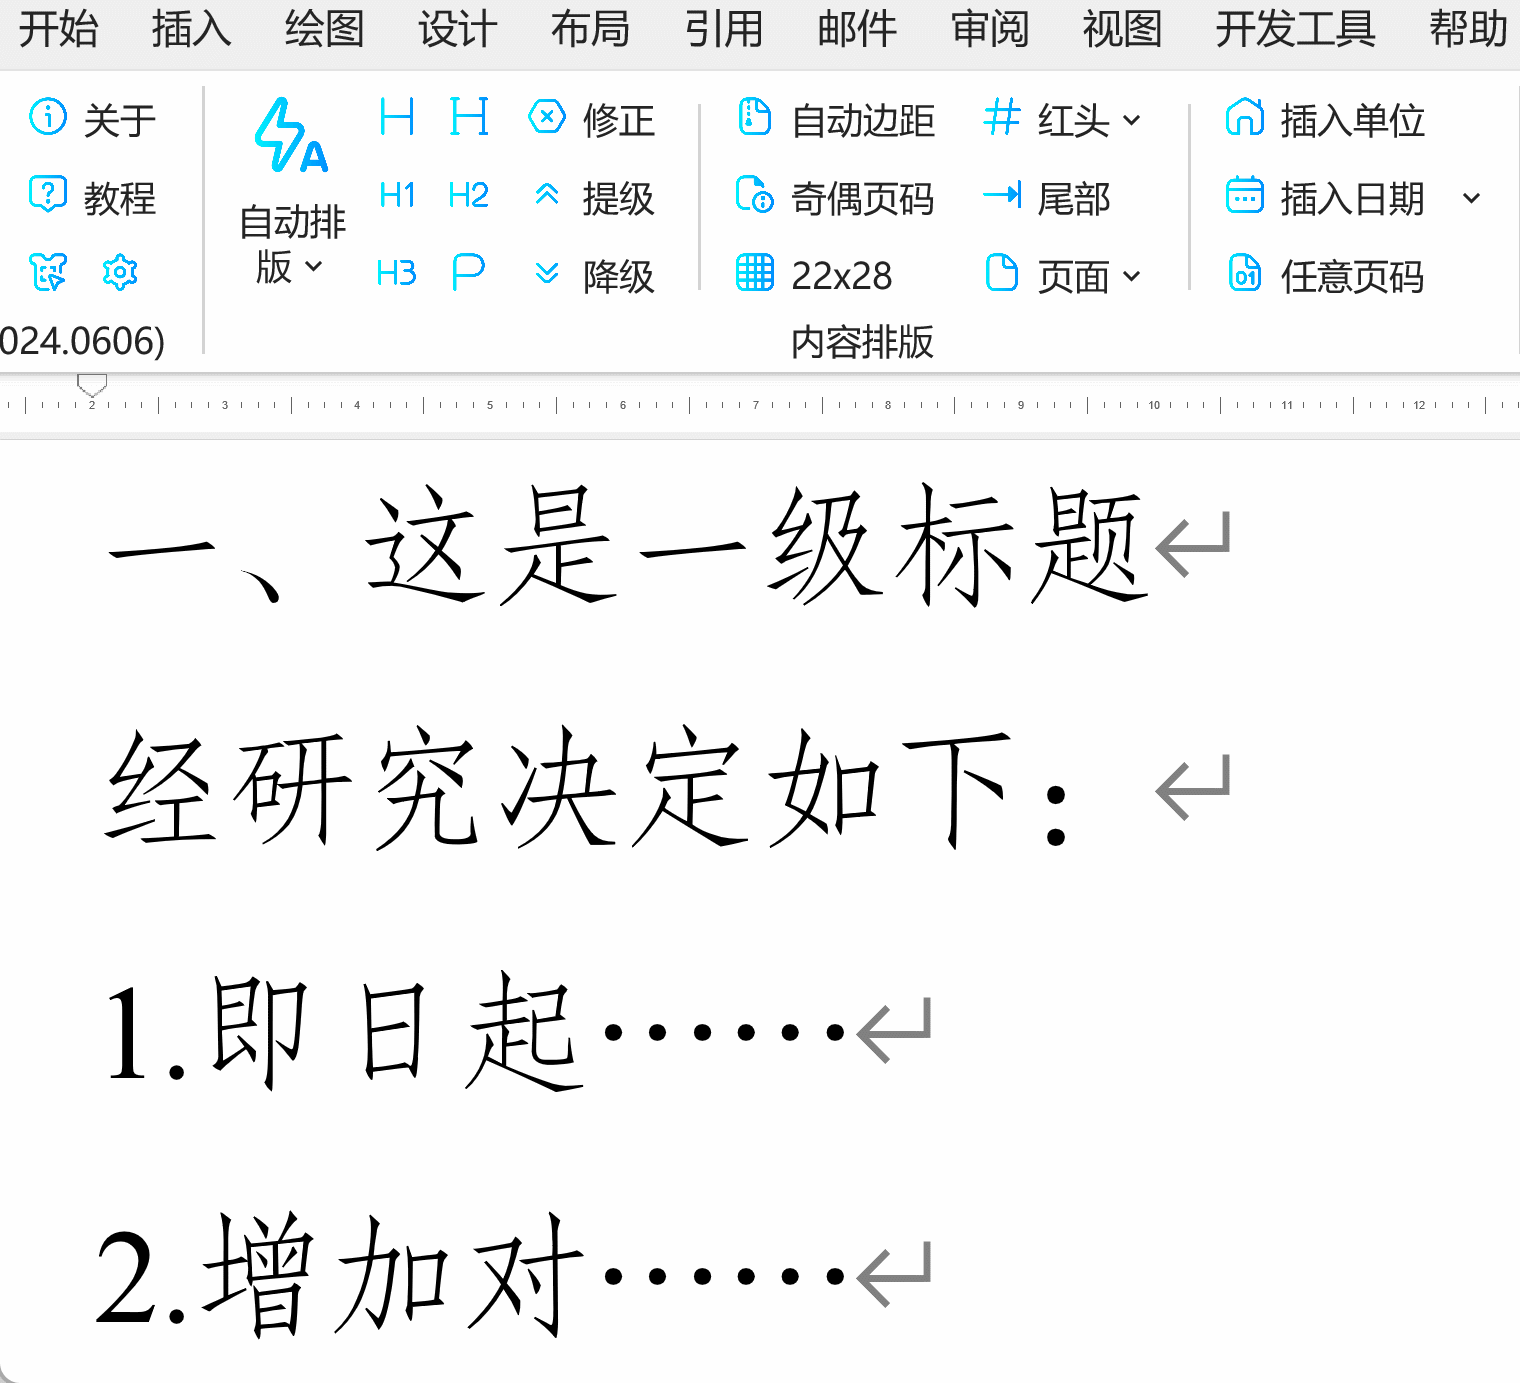 开始 插入 绘图 设计 布局 引用 邮件 审阅 视图 开发工具 帮助
关于 修正 自动边距 红头 插入单位
教程 H1 H2 提级 奇偶页码 尾部 插入日期
自动排版
H3 P 降级 22x28 页面 任意页码
024.0606) 内容排版
2 3 4 5 6 7 8 9 10 11 12
一、这是一级标题
经研究决定如下：
1.即日起……
2.增加对……